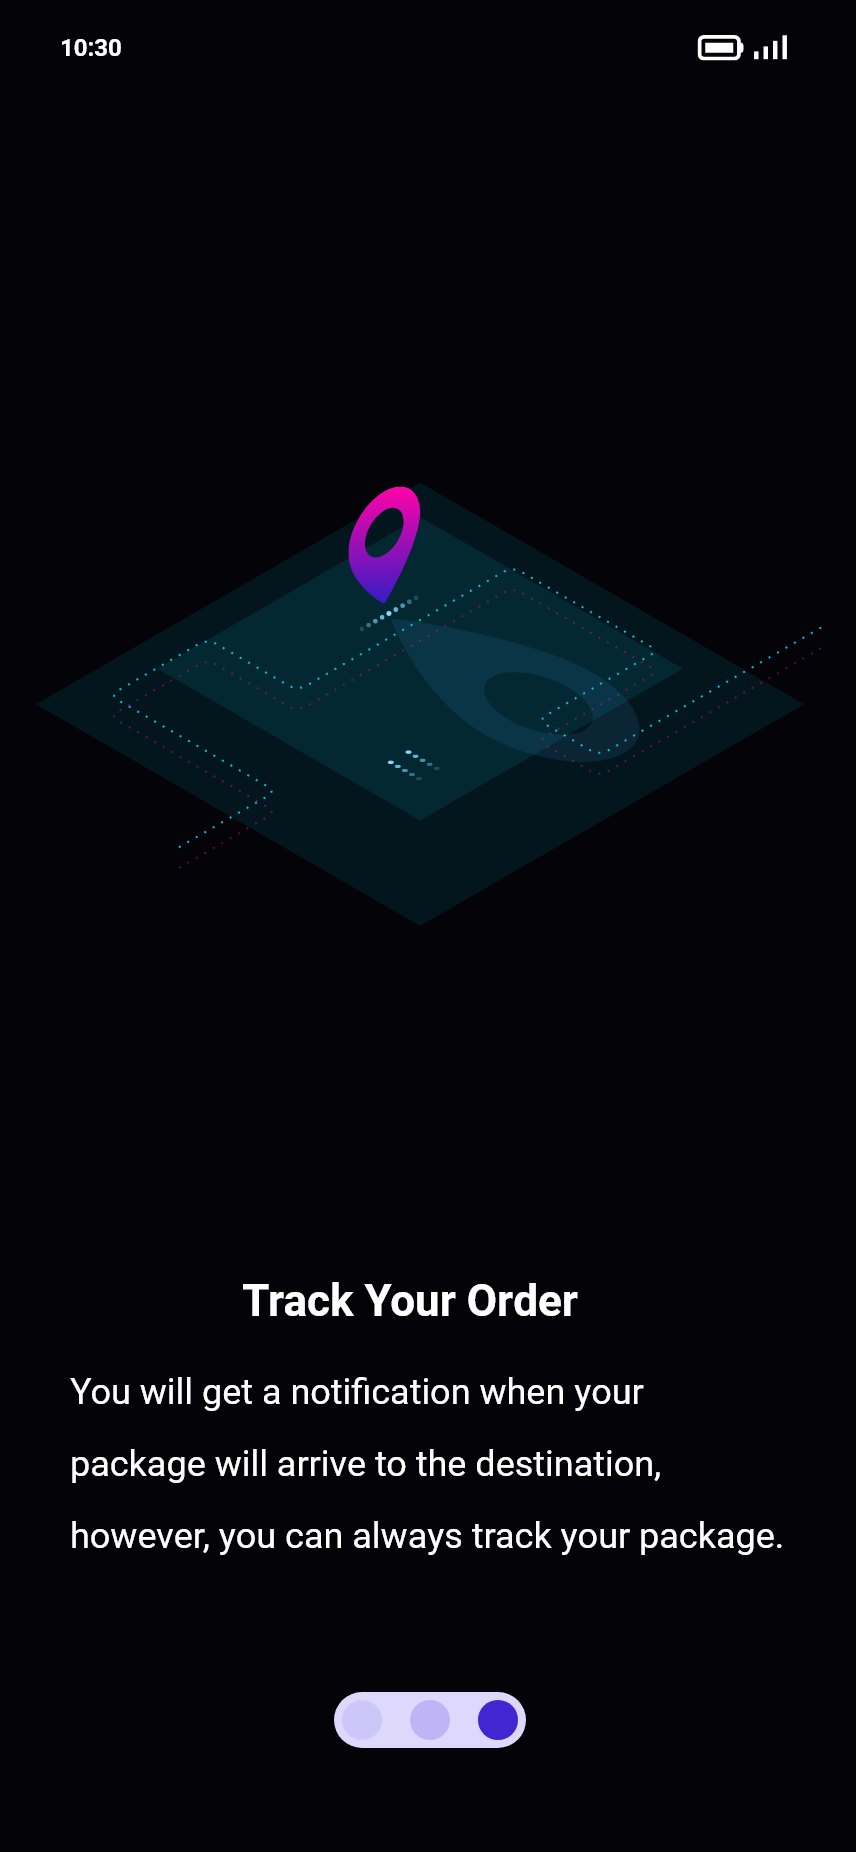 10:30
Track Your Order
You will get a notification when your
package will arrive to the destination,
however, you can always track your package.